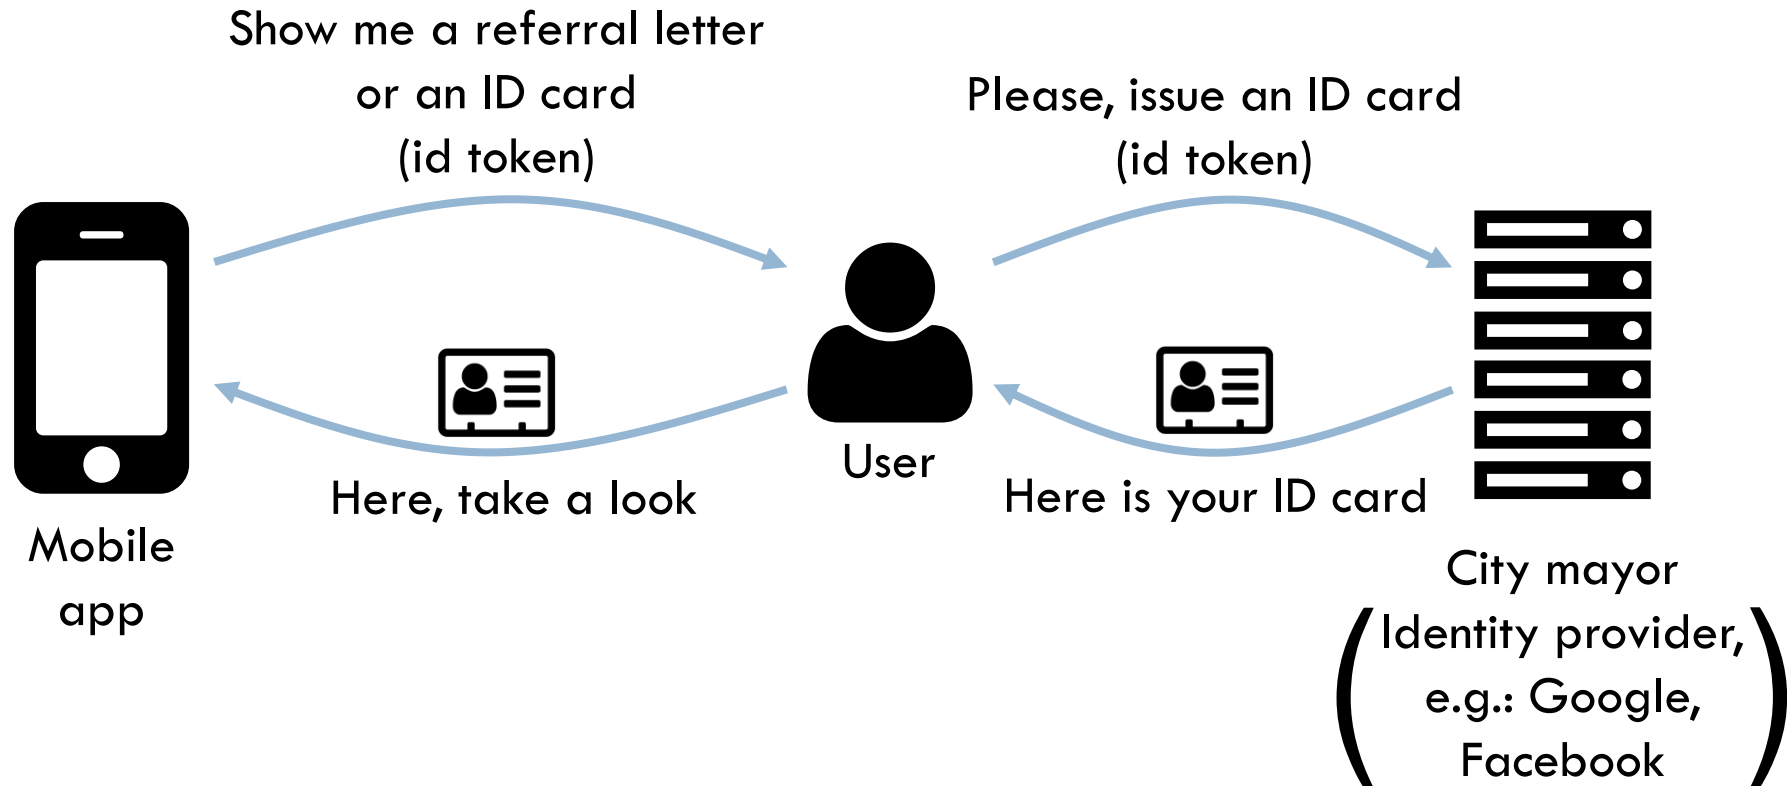 Show me a referral letter
or an ID card
(id token)
Please, issue an ID card
(id token)
Here, take a look
User
Here is your ID card
Mobile
app
City mayor
(Identity provider,
e.g.: Google,
Facebook)